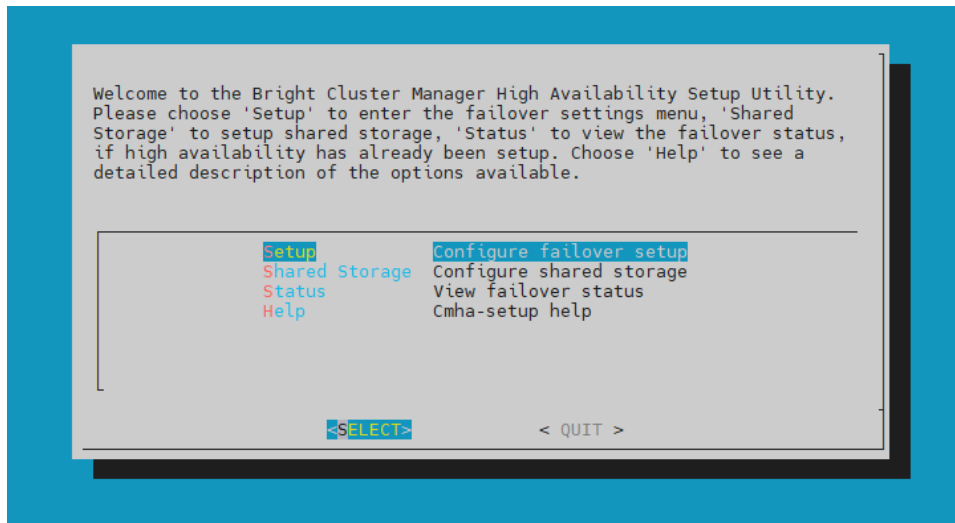 Welcome to the Bright Cluster Manager High Availability Setup Utility.
Please choose 'Setup' to enter the failover settings menu, 'Shared
Storage' to setup shared storage, 'Status' to view the failover status,
if high availability has already been setup. Choose 'Help' to see a
detailed description of the options available.
Setup Configure failover setup
Shared Storage Configure shared storage
Status View failover status
Help Cmha-setup help
<SELECT> < QUIT >